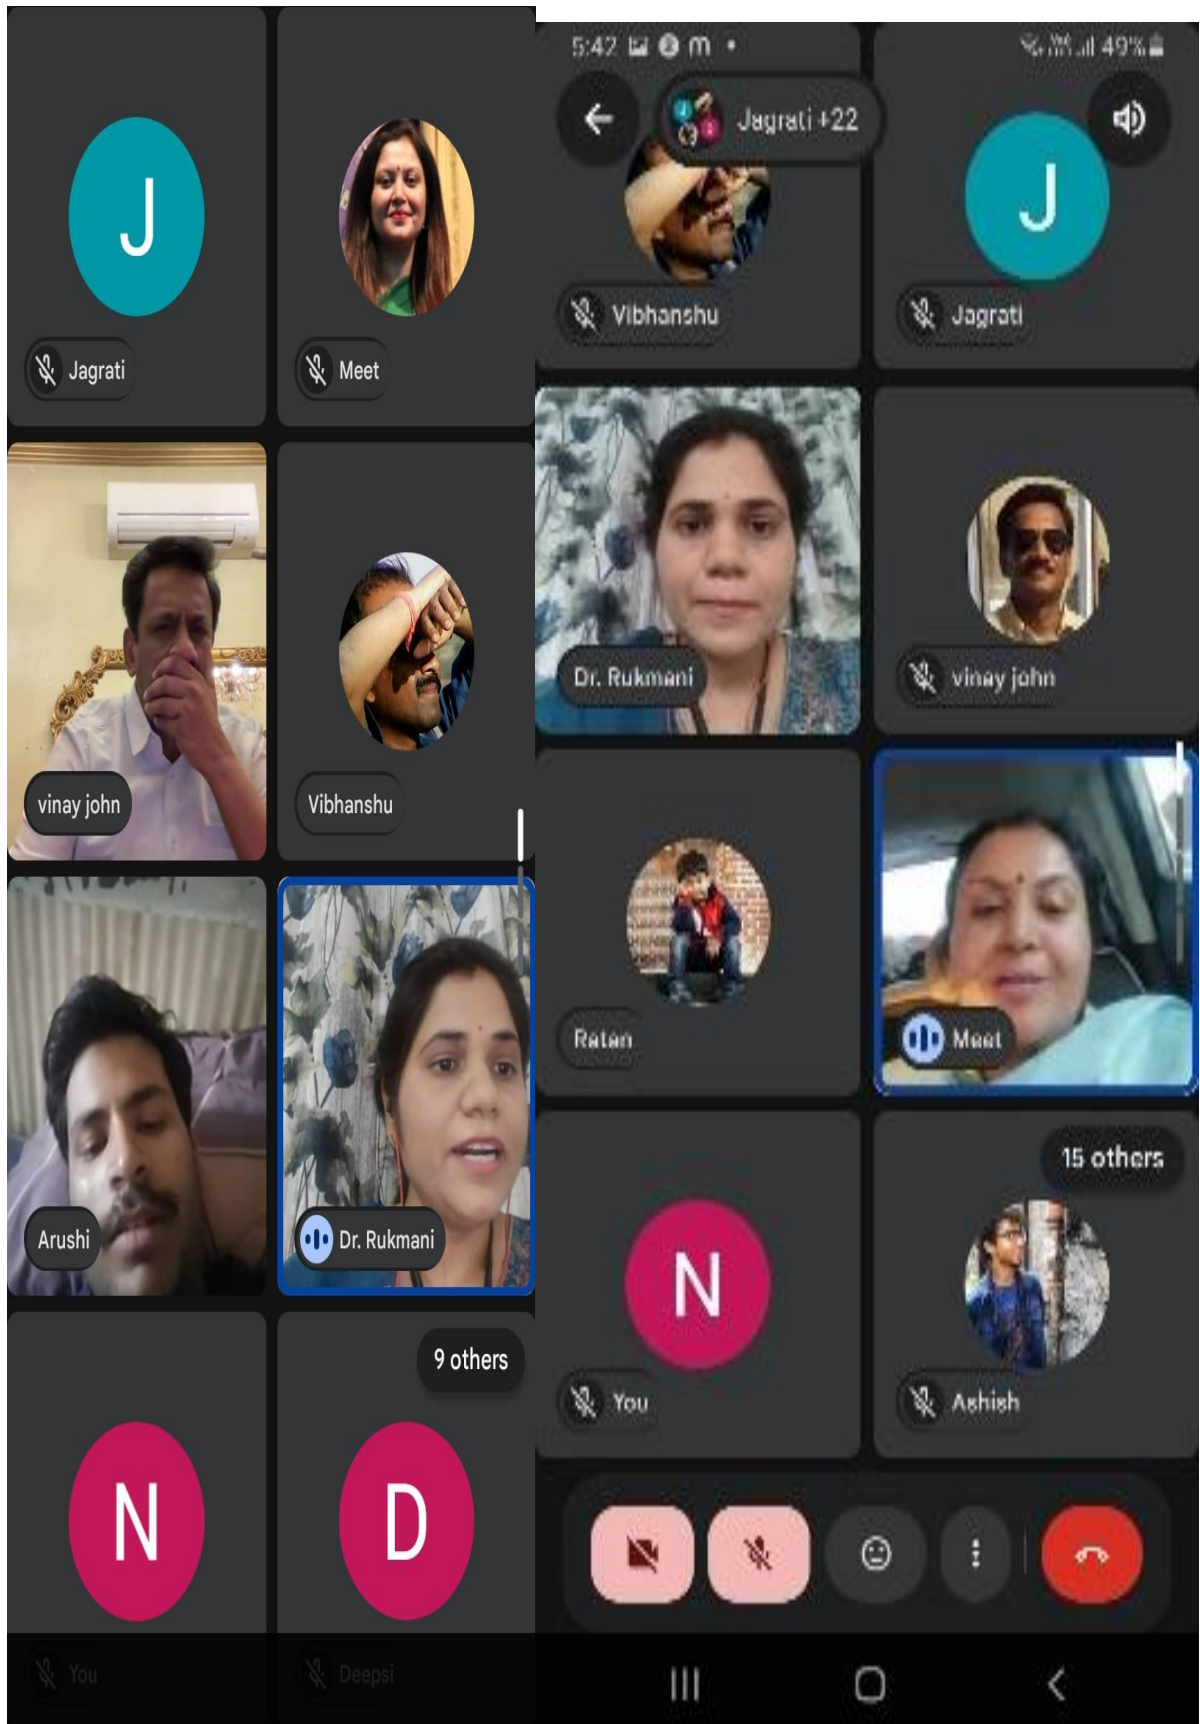 J
Jagrati
Meet
vinay john
Vibhanshu
Arushi
Dr. Rukmani
9 others
N
D
You
Deepsi
5:42 m
49%
Jagrati +22
J
Vibhanshu
Jagrati
Dr. Rukmani
vinay john
Ratan
Meet
15 others
N
You
Ashish